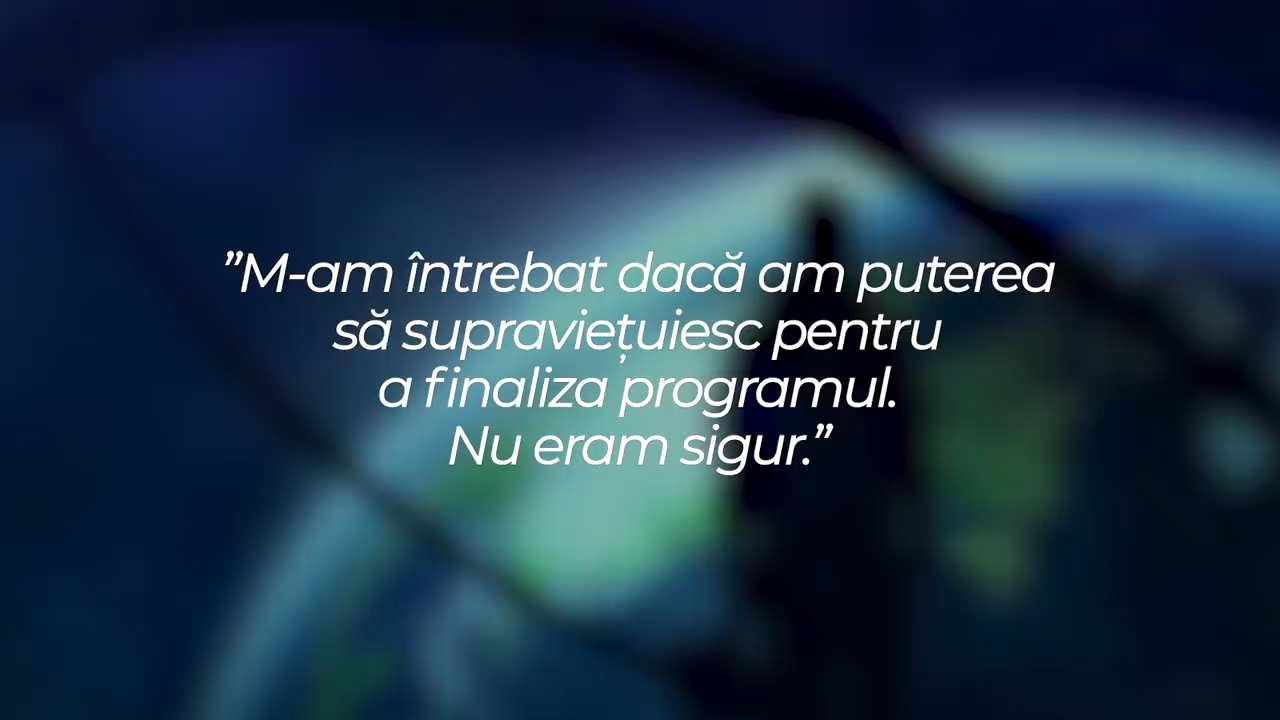 ”M-am întrebat dacă am puterea
să supraviețuiesc pentru
a finaliza programul.
Nu eram sigur.”